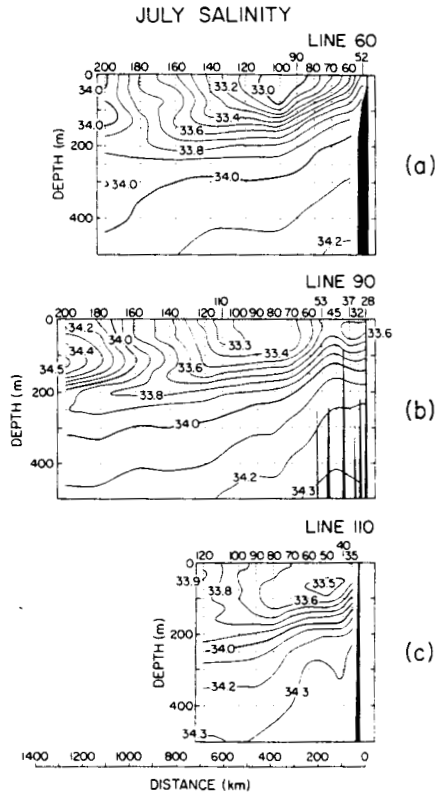 JULY SALINITY
LINE 60
200 180 160 140 120 100 90 80 70 60 52
0
200
400
DEPTH (m)
34.0
33.2
33.0
33.4
34.0
33.6
33.8
34.0
34.0
34.2
(a)
LINE 90
200 180 160 140 120 110 100 90 80 70 60 53 45 37 32 28
0
200
400
DEPTH (m)
34.2
34.0
33.3
33.6
34.4
33.4
34.5
33.6
33.8
34.0
34.2
34.3
(b)
LINE 110
120 100 90 80 70 60 50 40 35
0
200
400
DEPTH (m)
33.9
33.8
33.5
33.6
34.0
34.2
34.3
34.3
(c)
1400 1200 1000 800 600 400 200 0
DISTANCE (km)